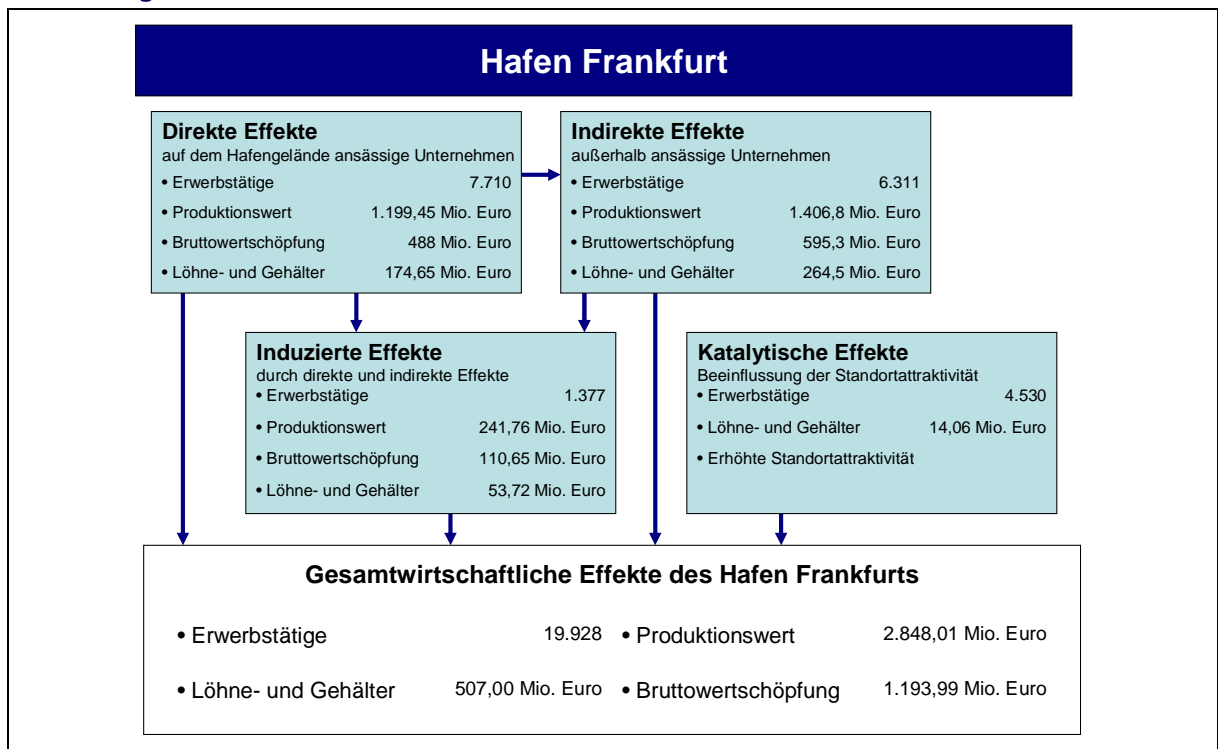 Hafen Frankfurt
Direkte Effekte
auf dem Hafengelände ansässige Unternehmen
• Erwerbstätige 7.710
• Produktionswert 1.199,45 Mio. Euro
• Bruttowertschöpfung 488 Mio. Euro
• Löhne- und Gehälter 174,65 Mio. Euro
Indirekte Effekte
außerhalb ansässige Unternehmen
• Erwerbstätige 6.311
• Produktionswert 1.406,8 Mio. Euro
• Bruttowertschöpfung 595,3 Mio. Euro
• Löhne- und Gehälter 264,5 Mio. Euro
Induzierte Effekte
durch direkte und indirekte Effekte
• Erwerbstätige 1.377
• Produktionswert 241,76 Mio. Euro
• Bruttowertschöpfung 110,65 Mio. Euro
• Löhne- und Gehälter 53,72 Mio. Euro
Katalytische Effekte
Beeinflussung der Standortattraktivität
• Erwerbstätige 4.530
• Löhne- und Gehälter 14,06 Mio. Euro
• Erhöhte Standortattraktivität
Gesamtwirtschaftliche Effekte des Hafen Frankfurts
• Erwerbstätige 19.928 • Produktionswert 2.848,01 Mio. Euro
• Löhne- und Gehälter 507,00 Mio. Euro • Bruttowertschöpfung 1.193,99 Mio. Euro